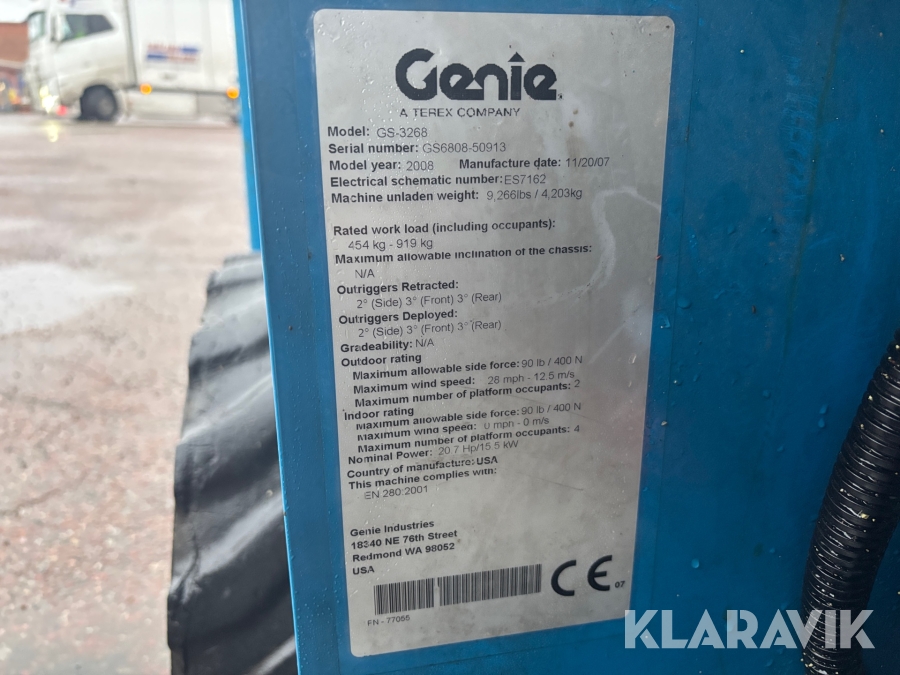 Genie
A TEREX COMPANY
Model: GS-3268
Serial number: GS6808-50913
Model year: 2008 Manufacture date: 11/20/07
Electrical schematic number: ES7162
Machine unladen weight: 9,266lbs / 4,203kg
Rated work load (including occupants):
454 kg - 919 kg
Maximum allowable inclination of the chassis:
N/A
Outriggers Retracted:
2° (Side) 3° (Front) 3° (Rear)
Outriggers Deployed:
2° (Side) 3° (Front) 3° (Rear)
Gradeability: N/A
Outdoor rating
Maximum allowable side force: 90 lb / 400 N
Maximum wind speed: 28 mph - 12.5 m/s
Maximum number of platform occupants: 2
Indoor rating
Maximum allowable side force: 90 lb / 400 N
Maximum wind speed: 0 mph - 0 m/s
Maximum number of platform occupants: 4
Nominal Power: 20.7 Hp/15.5 kW
Country of manufacture: USA
This machine complies with:
EN 280:2001
Genie Industries
18340 NE 76th Street
Redmond WA 98052
USA
CE 07
PN - 77055
KLARAVIK